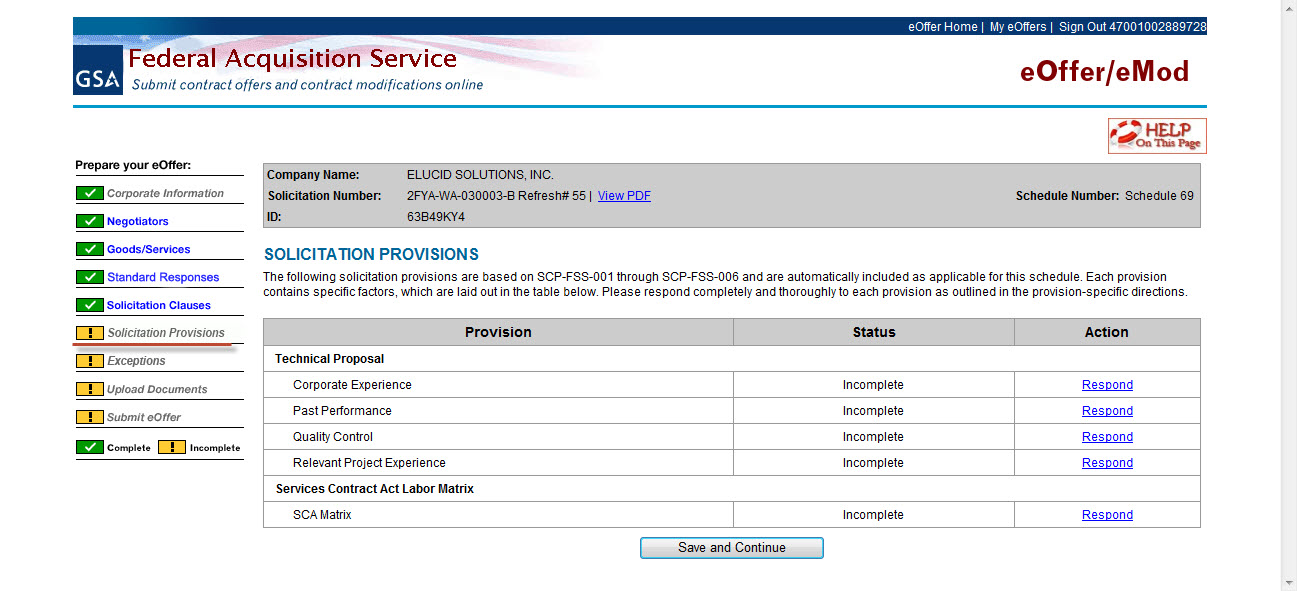 eOffer Home | My eOffers | Sign Out 47001002889728
GSA
Federal Acquisition Service
Submit contract offers and contract modifications online
eOffer/eMod
HELP
On This Page
Prepare your eOffer:
Corporate Information
Negotiators
Goods/Services
Standard Responses
Solicitation Clauses
Solicitation Provisions
Exceptions
Upload Documents
Submit eOffer
Complete ! Incomplete
Company Name: ELUCID SOLUTIONS, INC.
Solicitation Number: 2FYA-WA-030003-B Refresh# 55 | View PDF Schedule Number: Schedule 69
ID: 63B49KY4
SOLICITATION PROVISIONS
The following solicitation provisions are based on SCP-FSS-001 through SCP-FSS-006 and are automatically included as applicable for this schedule. Each provision
contains specific factors, which are laid out in the table below. Please respond completely and thoroughly to each provision as outlined in the provision-specific directions.
Provision Status Action
Technical Proposal
Corporate Experience Incomplete Respond
Past Performance Incomplete Respond
Quality Control Incomplete Respond
Relevant Project Experience Incomplete Respond
Services Contract Act Labor Matrix
SCA Matrix Incomplete Respond
Save and Continue